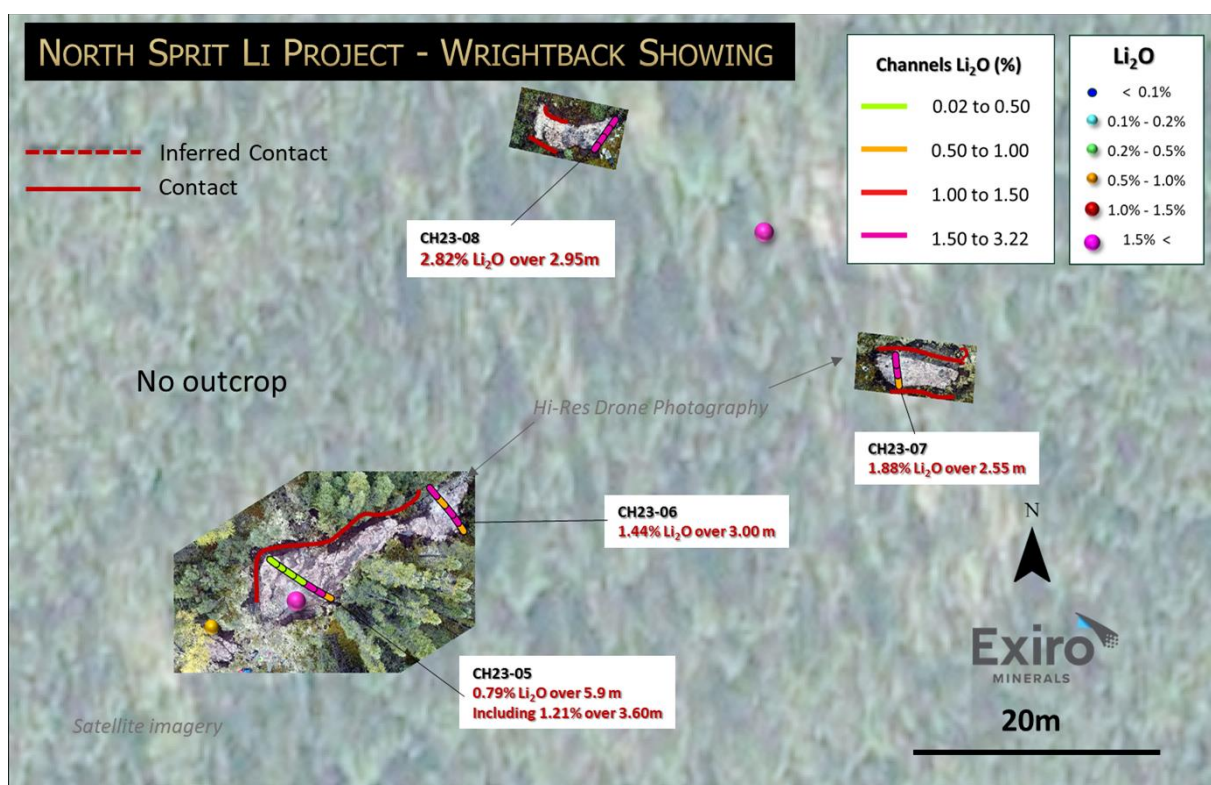 NORTH SPRIT LI PROJECT - WRIGHTBACK SHOWING
Inferred Contact
Contact
Channels Li₂O (%)
0.02 to 0.50
0.50 to 1.00
1.00 to 1.50
1.50 to 3.22
Li₂O
< 0.1%
0.1% - 0.2%
0.2% - 0.5%
0.5% - 1.0%
1.0% - 1.5%
1.5% <
CH23-08
2.82% Li₂O over 2.95m
No outcrop
Hi-Res Drone Photography
CH23-07
1.88% Li₂O over 2.55 m
CH23-06
1.44% Li₂O over 3.00 m
N
CH23-05
0.79% Li₂O over 5.9 m
Including 1.21% over 3.60m
Exiro
MINERALS
Satellite imagery
20m